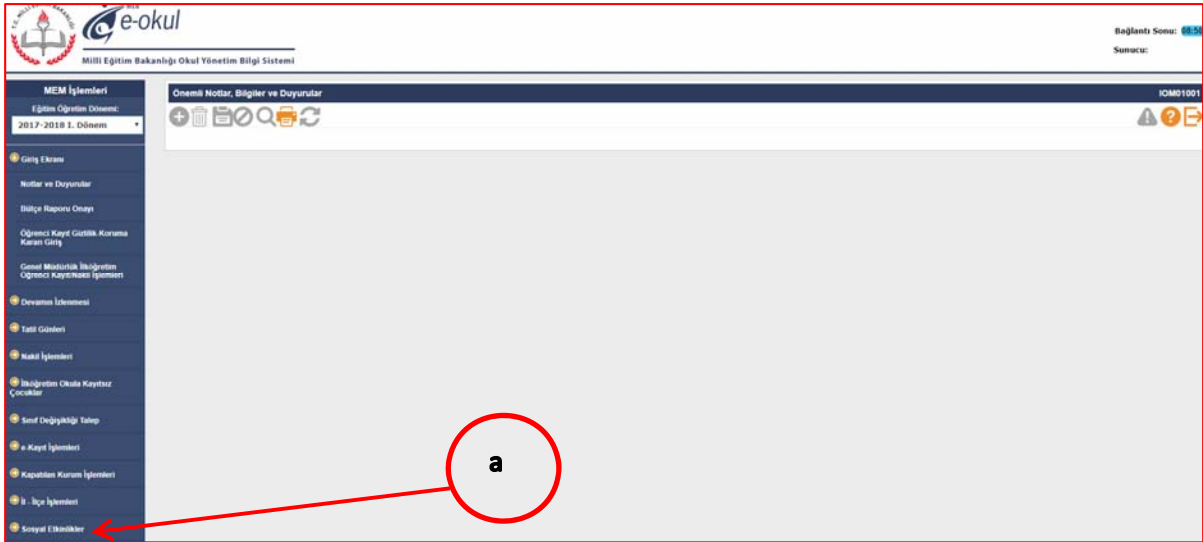 e-okul
Milli Eğitim Bakanlığı Okul Yönetim Bilgi Sistemi
Bağlantı Sonu:
Sunucu:
MEM İşlemleri
Eğitim Öğretim Dönemi:
2017-2018 I. Dönem
Önemli Notlar, Bilgiler ve Duyurular
IOM01001
Giriş Ekranı
Notlar ve Duyurular
Bütçe Raporu Onayı
Öğrenci Kayıt Gizlilik Koruma
Kararı Giriş
Genel Müdürlük İlköğretim
Öğrenci Kayıt/Nakil İşlemleri
Devamın İzlenmesi
Tatil Günleri
Nakil İşlemleri
İlköğretim Okula Kayıtsız
Çocuklar
Sınıf Değişikliği Talep
e-Kayıt İşlemleri
Kapatılan Kurum İşlemleri
İl - İlçe İşlemleri
Sosyal Etkinlikler
a